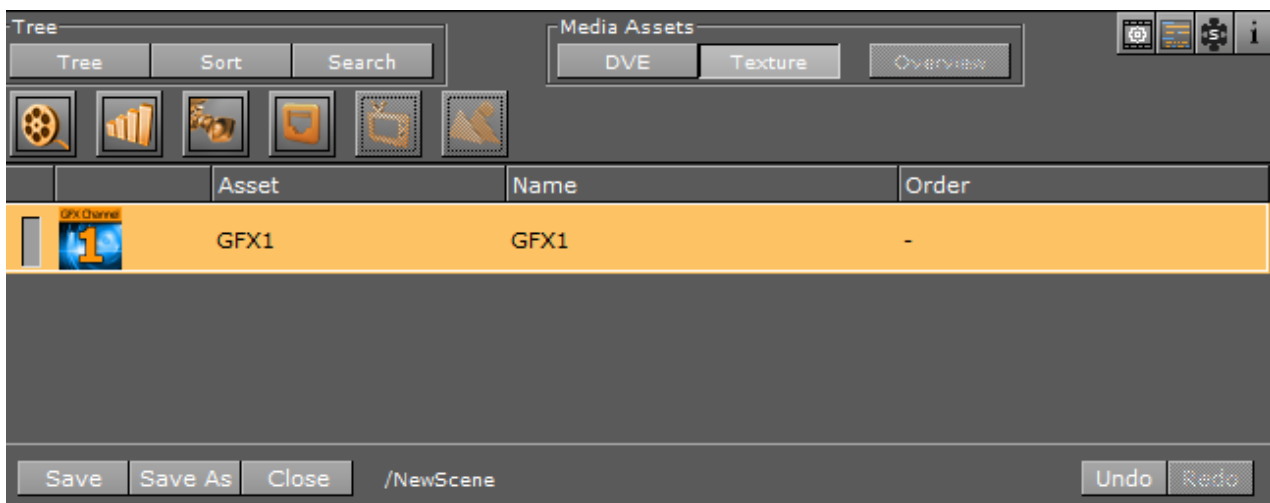 Tree
Media Assets
Tree Sort Search
DVE Texture Overview
S i
Asset Name Order
GFX Channel
1
GFX1 GFX1 -
Save Save As Close /NewScene Undo Redo